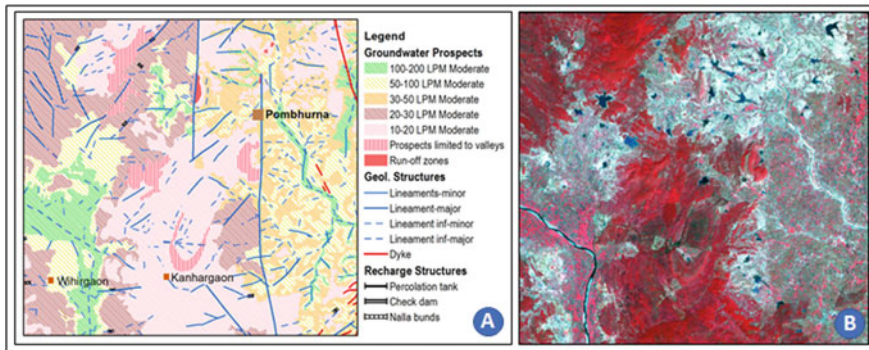 Pombhurna
Wihirgaon
Kanhargaon
Legend
Groundwater Prospects
100-200 LPM Moderate
50-100 LPM Moderate
30-50 LPM Moderate
20-30 LPM Moderate
10-20 LPM Moderate
Prospects limited to valleys
Run-off zones
Geol. Structures
Lineaments-minor
Lineament-major
Lineament inf-minor
Lineament inf-major
Dyke
Recharge Structures
Percolation tank
Check dam
Nalla bunds
A
B